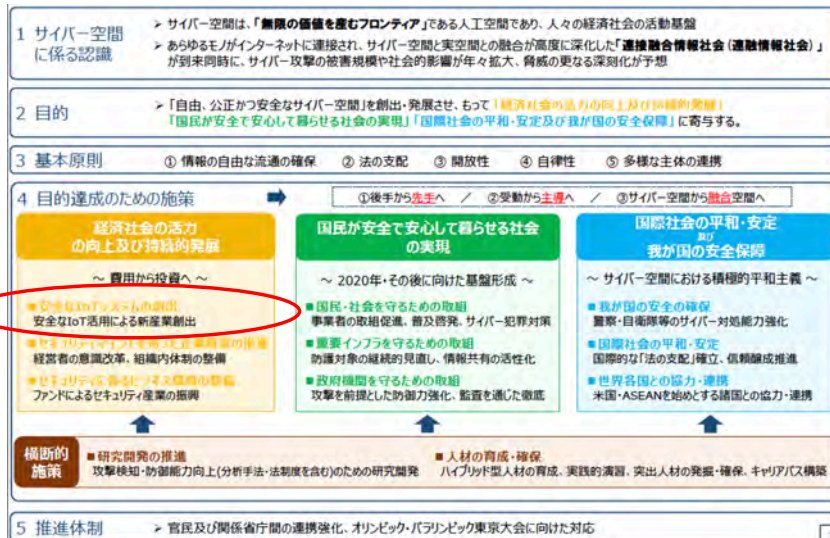 1 サイバー空間
に係る認識
➢ サイバー空間は、「無限の価値を産むフロンティア」である人工空間であり、人々の経済社会の活動基盤
➢ あらゆるモノがインターネットに連接され、サイバー空間と実空間との融合が高度に深化した「連接融合情報社会(連融情報社会)」
が到来同時に、サイバー攻撃の被害規模や社会的影響が年々拡大、脅威の更なる深刻化が予想
2 目的
➢ 「自由、公正かつ安全なサイバー空間」を創出・発展させ、もって「経済社会の活力の向上及び持続的発展」
「国民が安全で安心して暮らせる社会の実現」「国際社会の平和・安定及び我が国の安全保障」に寄与する。
3 基本原則
① 情報の自由な流通の確保 ② 法の支配 ③ 開放性 ④ 自律性 ⑤ 多様な主体の連携
4 目的達成のための施策
①後手から先手へ / ②受動から主導へ / ③サイバー空間から融合空間へ
経済社会の活力
の向上及び持続的発展
~ 費用から投資へ ~
■安全なIoTシステムの創出
安全なIoT活用による新産業創出
■セキュリティマインドを持った企業経営の推進
経営者の意識改革、組織内体制の整備
■セキュリティに係るビジネス環境の整備
ファンドによるセキュリティ産業の振興
国民が安全で安心して暮らせる社会
の実現
~ 2020年・その後に向けた基盤形成 ~
■国民・社会を守るための取組
事業者の取組促進、普及啓発、サイバー犯罪対策
■重要インフラを守るための取組
防護対象の継続的見直し、情報共有の活性化
■政府機関を守るための取組
攻撃を前提とした防御力強化、監査を通じた徹底
国際社会の平和・安定
及び
我が国の安全保障
~ サイバー空間における積極的平和主義 ~
■我が国の安全の確保
警察・自衛隊等のサイバー対処能力強化
■国際社会の平和・安定
国際的な「法の支配」確立、信頼醸成推進
■世界各国との協力・連携
米国・ASEANを始めとする諸国との協力・連携
横断的
施策
■研究開発の推進
攻撃検知・防御能力向上(分析手法・法制度を含む)のための研究開発
■人材の育成・確保
ハイブリッド型人材の育成、実践的演習、突出人材の発掘・確保、キャリアパス構築
5 推進体制
➢ 官民及び関係省庁間の連携強化、オリンピック・パラリンピック東京大会に向けた対応